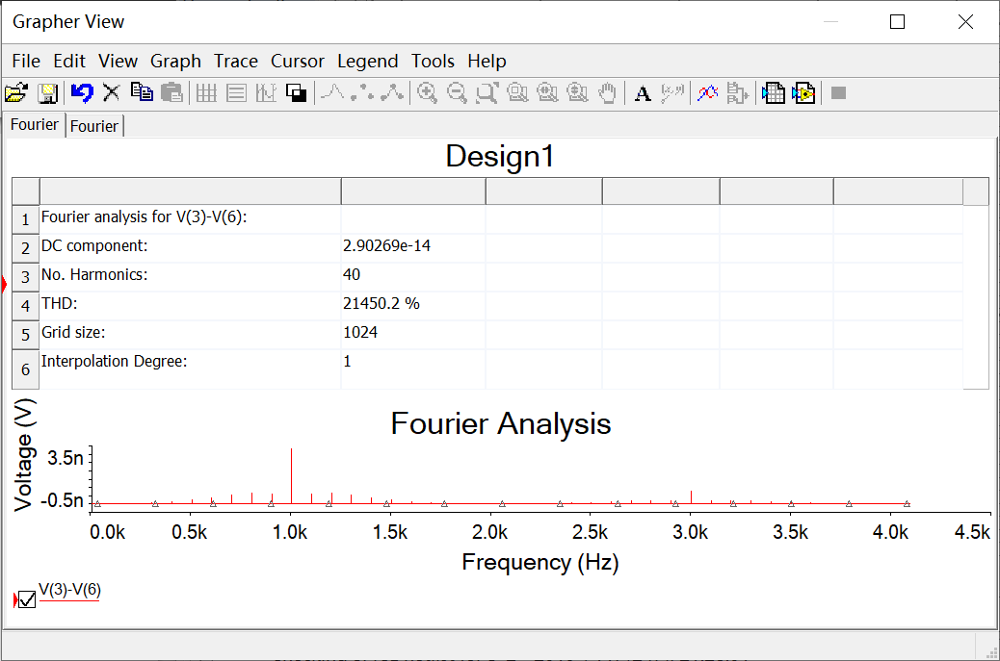 Grapher View
File Edit View Graph Trace Cursor Legend Tools Help
A
Fourier Fourier
Design1
1 Fourier analysis for V(3)-V(6):
2 DC component: 2.90269e-14
3 No. Harmonics: 40
4 THD: 21450.2 %
5 Grid size: 1024
6 Interpolation Degree: 1
Fourier Analysis
Voltage (V)
3.5n
-0.5n
0.0k 0.5k 1.0k 1.5k 2.0k 2.5k 3.0k 3.5k 4.0k 4.5k
Frequency (Hz)
V(3)-V(6)